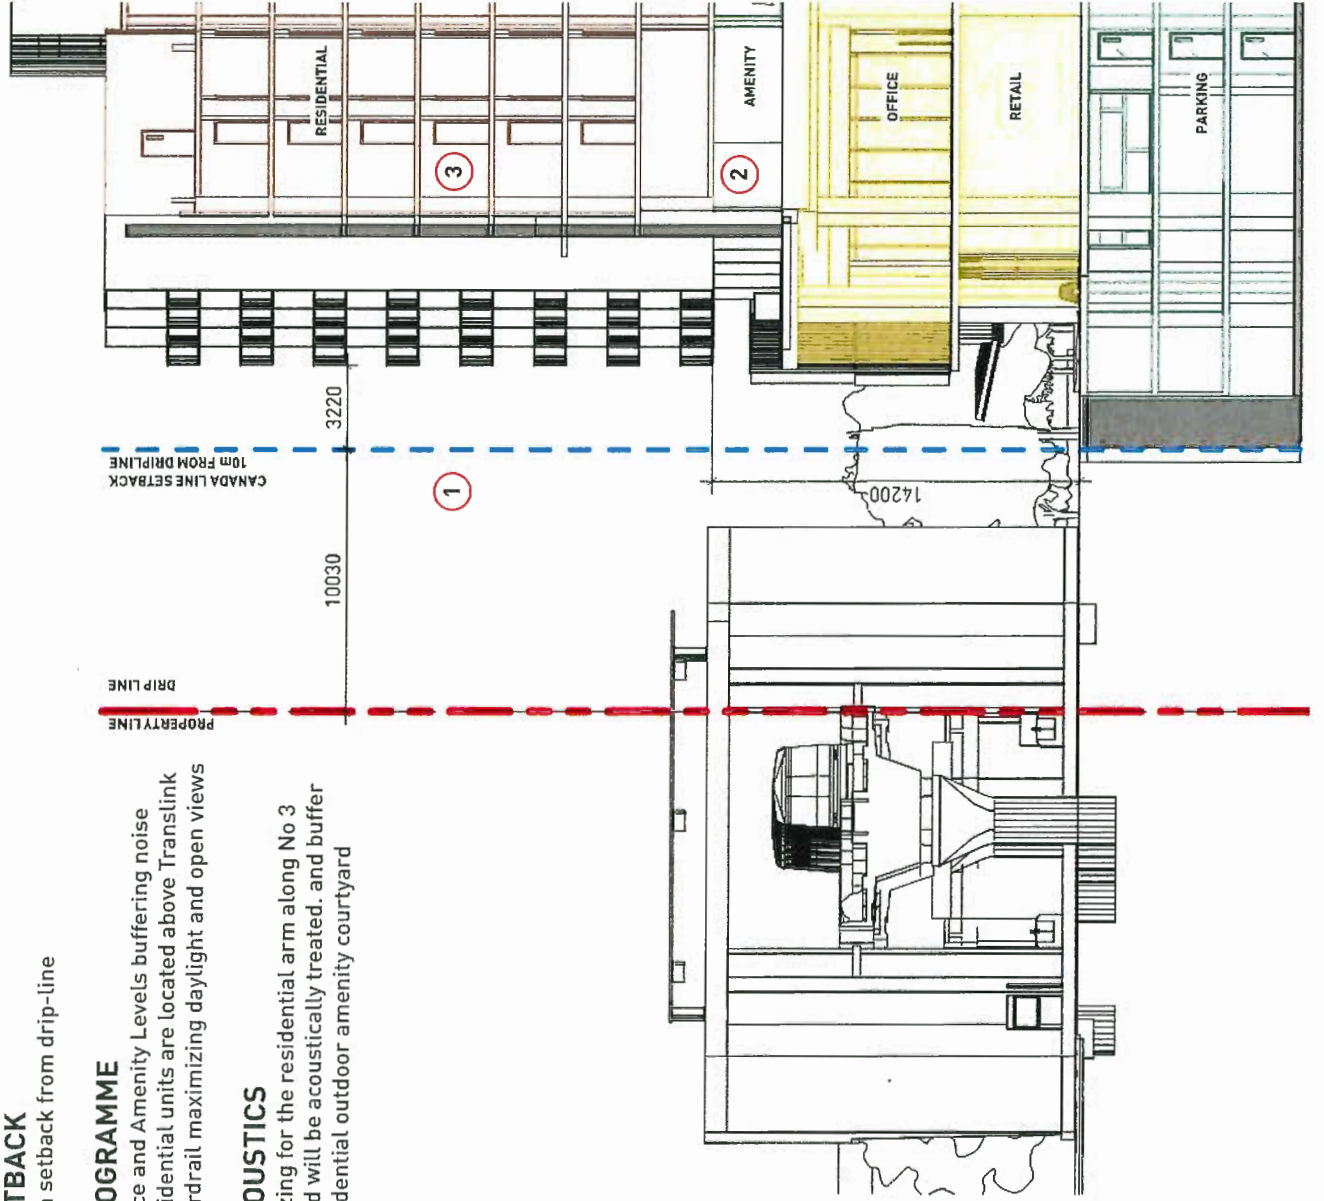 TBACK
setback from drip-line
OGRAMME
ce and Amenity Levels buffering noise
idential units are located above Translink
rdrail maximizing daylight and open views
OUSTICS
zing for the residential arm along No 3
d will be acoustically treated. and buffer
dential outdoor amenity courtyard
PROPERTY LINE
DRIP LINE
10030
CANADA LINE SETBACK
10m FROM DRIPLINE
3220
1
14200
3
RESIDENTIAL
2
AMENITY
OFFICE
RETAIL
PARKING